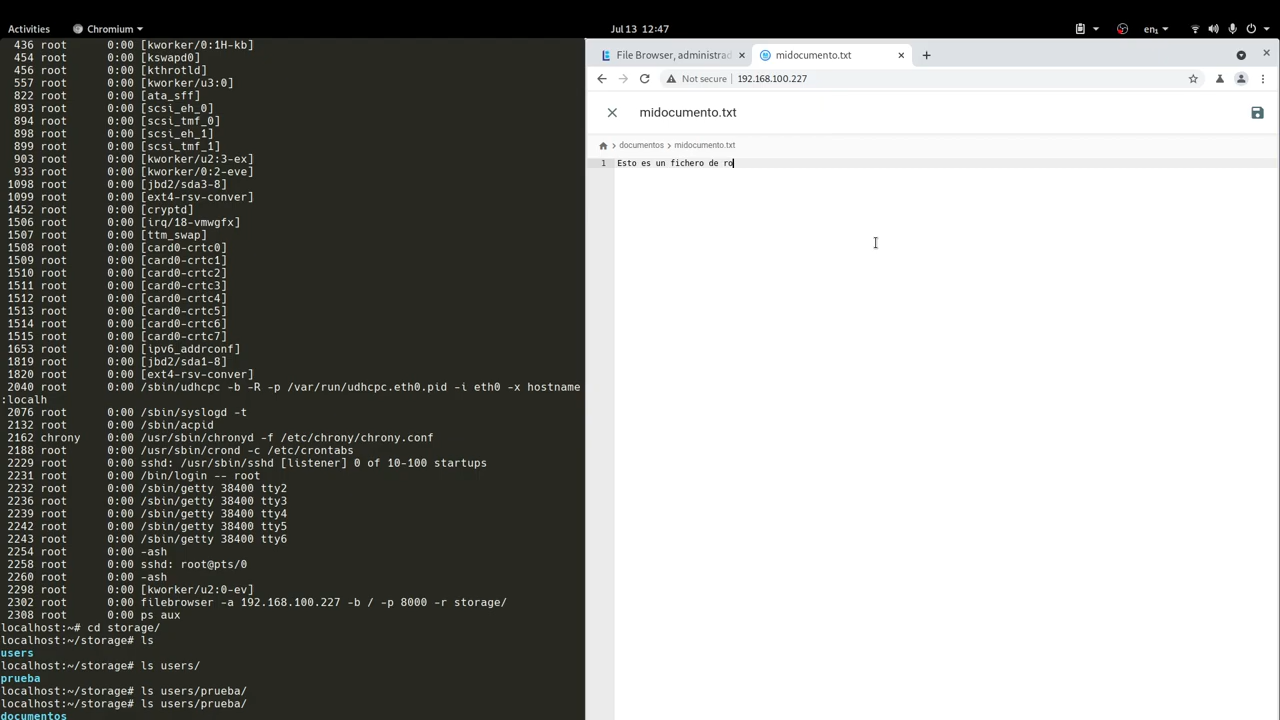 Activities
Chromium
Jul 13 12:47
en₁
436 root 0:00 [kworker/0:1H-kb]
454 root 0:00 [kswapd0]
456 root 0:00 [kthrotld]
557 root 0:00 [kworker/u3:0]
822 root 0:00 [ata_sff]
893 root 0:00 [scsi_eh_0]
894 root 0:00 [scsi_tmf_0]
898 root 0:00 [scsi_eh_1]
899 root 0:00 [scsi_tmf_1]
903 root 0:00 [kworker/u2:3-ex]
933 root 0:00 [kworker/0:2-eve]
1098 root 0:00 [jbd2/sda3-8]
1099 root 0:00 [ext4-rsv-conver]
1452 root 0:00 [cryptd]
1506 root 0:00 [irq/18-vmwgfx]
1507 root 0:00 [ttm_swap]
1508 root 0:00 [card0-crtc0]
1509 root 0:00 [card0-crtc1]
1510 root 0:00 [card0-crtc2]
1511 root 0:00 [card0-crtc3]
1512 root 0:00 [card0-crtc4]
1513 root 0:00 [card0-crtc5]
1514 root 0:00 [card0-crtc6]
1515 root 0:00 [card0-crtc7]
1653 root 0:00 [ipv6_addrconf]
1819 root 0:00 [jbd2/sda1-8]
1820 root 0:00 [ext4-rsv-conver]
2040 root 0:00 /sbin/udhcpc -b -R -p /var/run/udhcpc.eth0.pid -i eth0 -x hostname
:localh
2076 root 0:00 /sbin/syslogd -t
2132 root 0:00 /sbin/acpid
2162 chrony 0:00 /usr/sbin/chronyd -f /etc/chrony/chrony.conf
2188 root 0:00 /usr/sbin/crond -c /etc/crontabs
2229 root 0:00 sshd: /usr/sbin/sshd [listener] 0 of 10-100 startups
2231 root 0:00 /bin/login -- root
2232 root 0:00 /sbin/getty 38400 tty2
2236 root 0:00 /sbin/getty 38400 tty3
2239 root 0:00 /sbin/getty 38400 tty4
2242 root 0:00 /sbin/getty 38400 tty5
2243 root 0:00 /sbin/getty 38400 tty6
2254 root 0:00 -ash
2258 root 0:00 sshd: root@pts/0
2260 root 0:00 -ash
2298 root 0:00 [kworker/u2:0-ev]
2302 root 0:00 filebrowser -a 192.168.100.227 -b / -p 8000 -r storage/
2308 root 0:00 ps aux
localhost:~# cd storage/
localhost:~/storage# ls
users
localhost:~/storage# ls users/
prueba
localhost:~/storage# ls users/prueba/
localhost:~/storage# ls users/prueba/
documentos
File Browser, administrad
midocumento.txt
Not secure
192.168.100.227
midocumento.txt
documentos > midocumento.txt
1 Esto es un fichero de ro